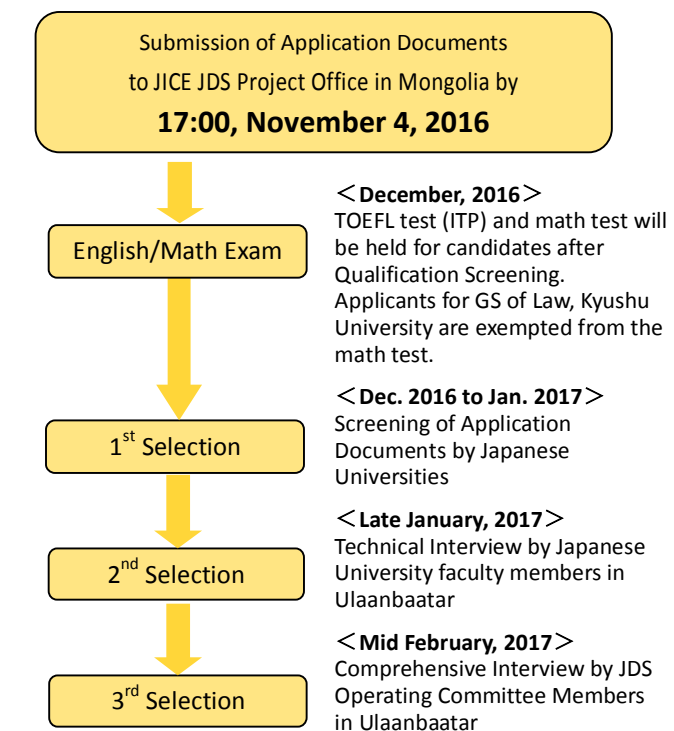 Submission of Application Documents
to JICE JDS Project Office in Mongolia by
17:00, November 4, 2016
English/Math Exam
＜December, 2016＞
TOEFL test (ITP) and math test will
be held for candidates after
Qualification Screening.
Applicants for GS of Law, Kyushu
University are exempted from the
math test.
1st Selection
＜Dec. 2016 to Jan. 2017＞
Screening of Application
Documents by Japanese
Universities
2nd Selection
＜Late January, 2017＞
Technical Interview by Japanese
University faculty members in
Ulaanbaatar
3rd Selection
＜Mid February, 2017＞
Comprehensive Interview by JDS
Operating Committee Members
in Ulaanbaatar